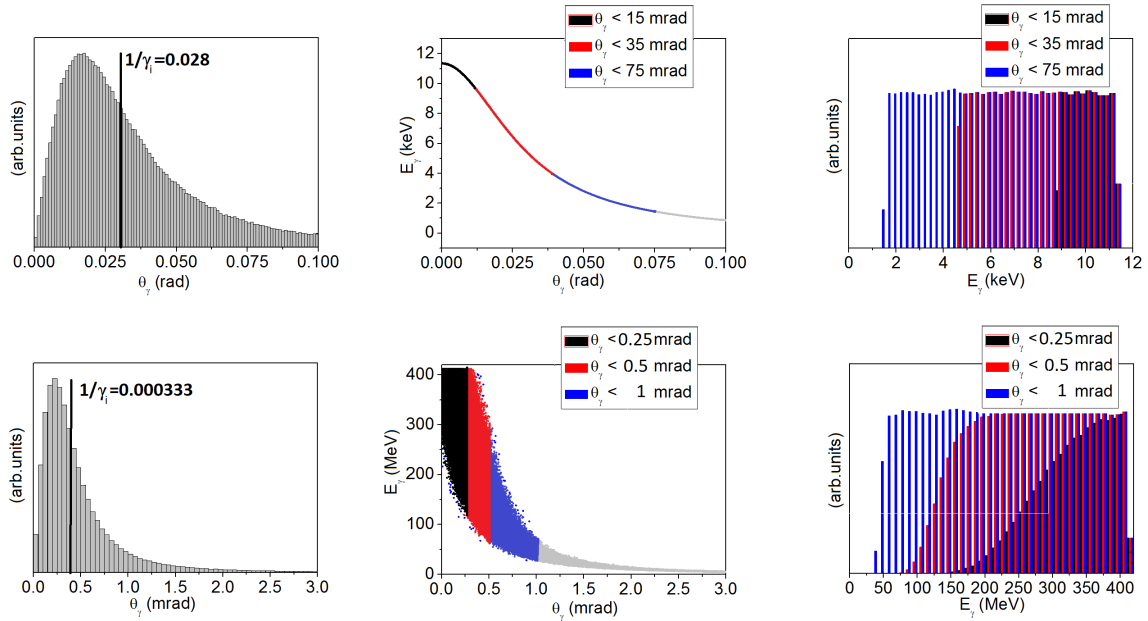 (arb.units)
1/γi=0.028
0.000 0.025 0.050 0.075 0.100
θγ (rad)
θγ < 15 mrad
θγ < 35 mrad
θγ < 75 mrad
Eγ (keV)
12
10
8
6
4
2
0
0.000 0.025 0.050 0.075 0.100
θγ (rad)
θγ < 15 mrad
θγ < 35 mrad
θγ < 75 mrad
(arb.units)
0 2 4 6 8 10 12
Eγ (keV)
(arb.units)
1/γi=0.000333
0.0 0.5 1.0 1.5 2.0 2.5 3.0
θγ (mrad)
θγ <0.25mrad
θγ < 0.5 mrad
θγ < 1 mrad
Eγ (MeV)
400
300
200
100
0
0.0 0.5 1.0 1.5 2.0 2.5 3.0
θγ (mrad)
θγ <0.25mrad
θγ < 0.5 mrad
θγ < 1 mrad
(arb.units)
0 50 100 150 200 250 300 350 400
Eγ (MeV)